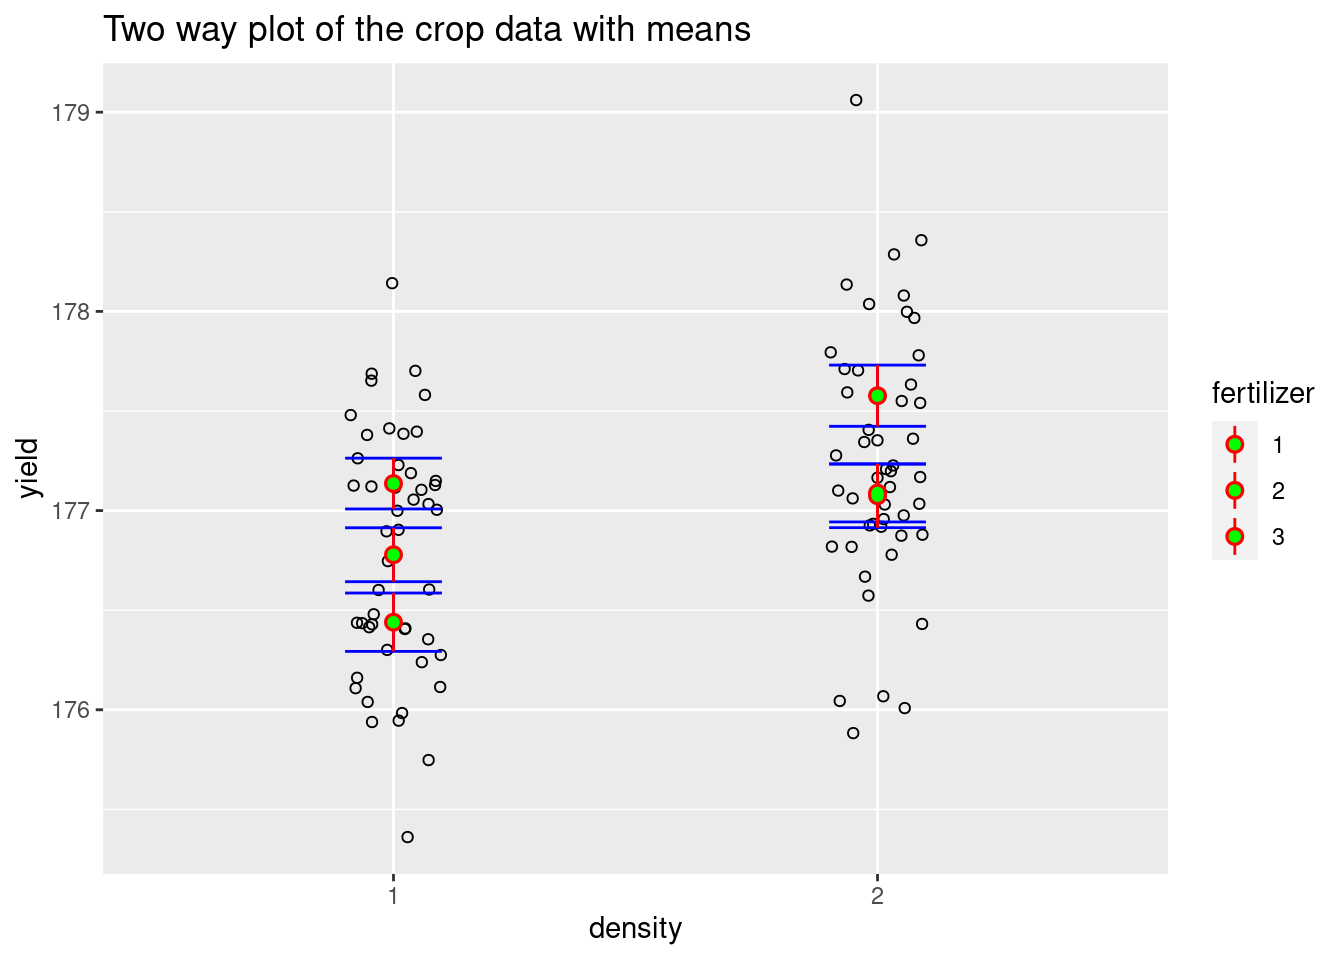 Two way plot of the crop data with means
179
178
177
176
yield
1
2
density
fertilizer
1
2
3